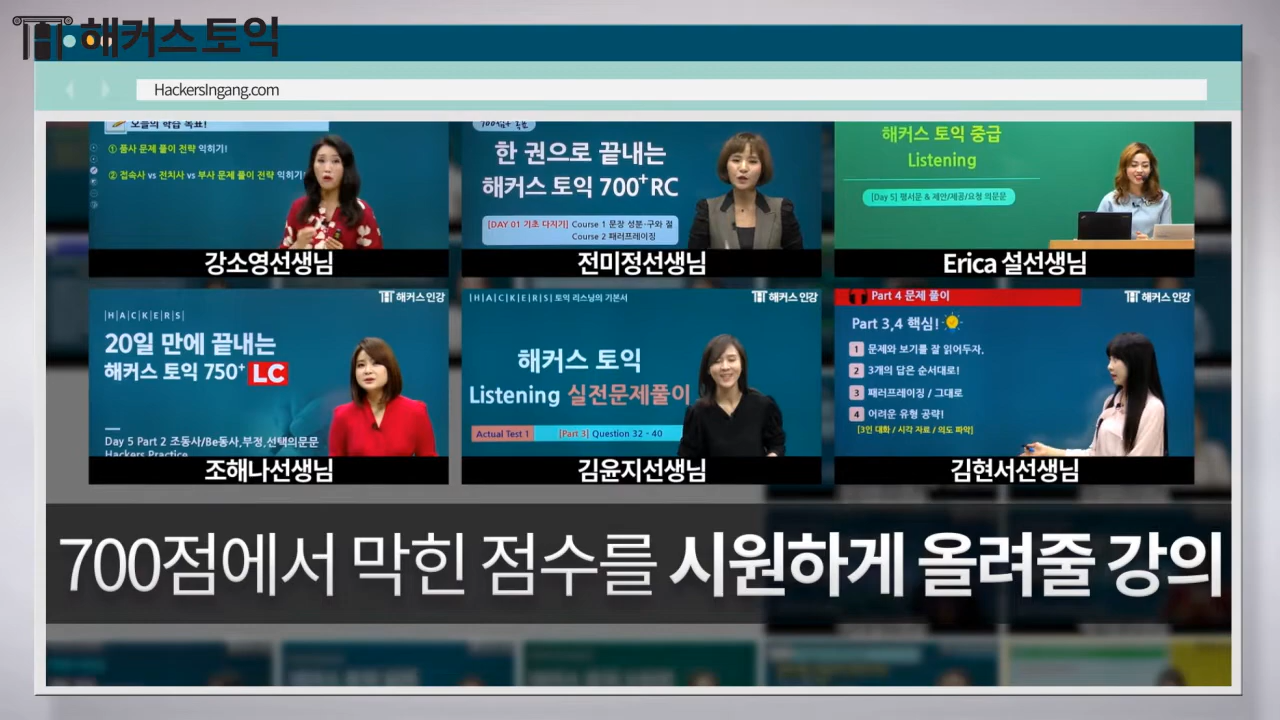 해커스토익
HackersIngang.com
오늘의 학습 목표!
① 품사 문제 풀이 전략 익히기!
② 접속사 vs 전치사 vs 부사 문제 풀이 전략 익히기!
강소영선생님
700점+ 목표
한 권으로 끝내는
해커스 토익 700+ RC
[DAY 01 기초 다지기] Course 1 문장 성분·구와 절
Course 2 패러프레이징
전미정선생님
해커스 토익 중급
Listening
[Day 5] 평서문 & 제안/제공/요청 의문문
Erica 설선생님
해커스 인강
|H|A|C|K|E|R|S|
20일 만에 끝내는
해커스 토익 750+ LC
Day 5 Part 2 조동사/Be동사,부정,선택의문문
Hackers Practice
조해나선생님
|H|A|C|K|E|R|S| 토익 리스닝의 기본서
해커스 인강
해커스 토익
Listening 실전문제풀이
Actual Test 1 [Part 3] Question 32 - 40
김윤지선생님
Part 4 문제 풀이
해커스 인강
Part 3,4 핵심!
1 문제와 보기를 잘 읽어두자.
2 3개의 답은 순서대로!
3 패러프레이징 / 그대로
4 어려운 유형 공략!
[3인 대화 / 시각 자료 / 의도 파악]
김현서선생님
700점에서 막힌 점수를 시원하게 올려줄 강의